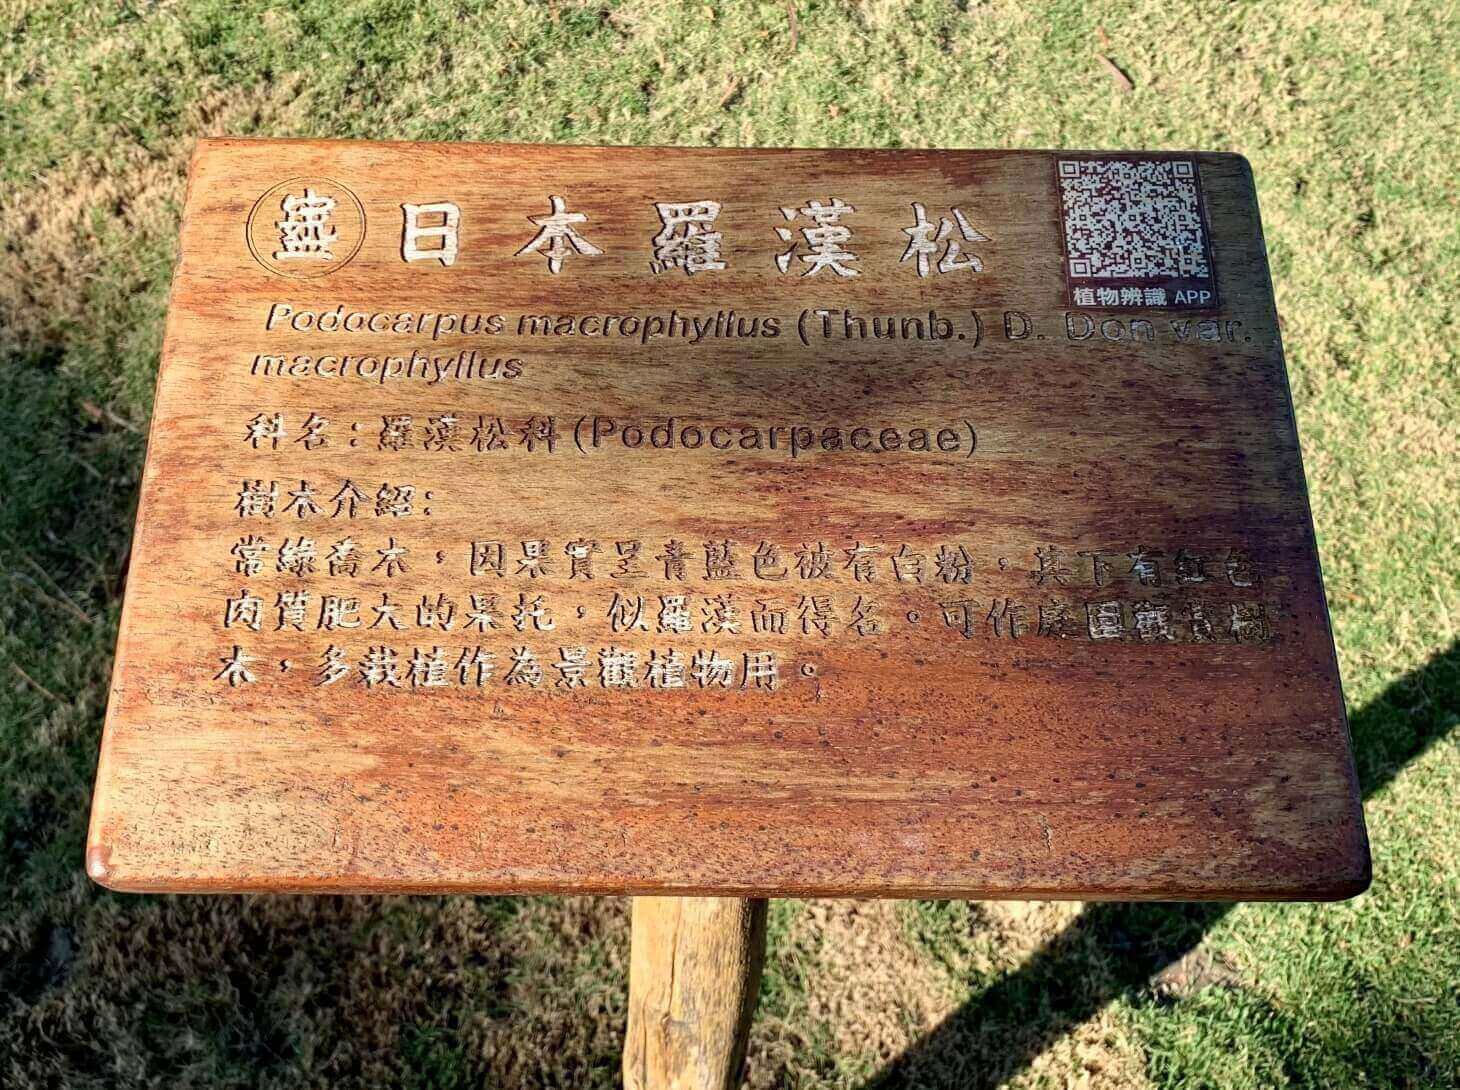 日本羅漢松
植物辨識 APP
Podocarpus macrophyllus (Thunb.) D. Don var.
macrophyllus
科名：羅漢松科(Podocarpaceae)
樹木介紹：
常綠喬木，因果實呈青藍色被有白粉，其下有紅色
肉質肥大的果托，似羅漢而得名。可作庭園觀賞樹
木，多栽植作為景觀植物用。